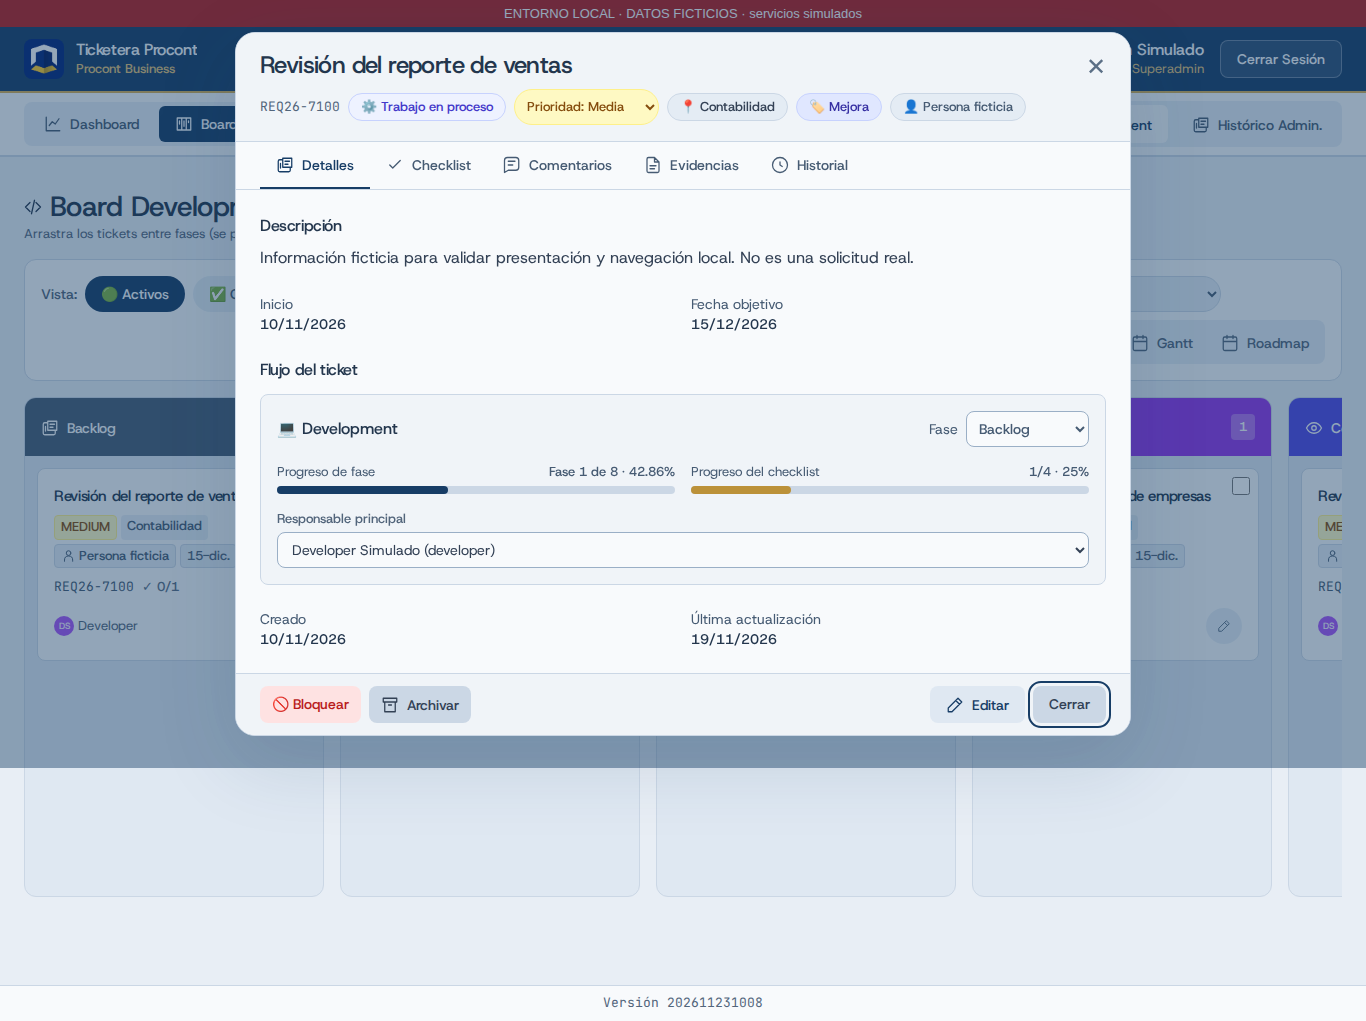 ENTORNO LOCAL · DATOS FICTICIOS · servicios simulados
Ticketera Procont
Procont Business
Simulado
Superadmin
Cerrar Sesión
Dashboard
Histórico Admin.
Revisión del reporte de ventas
REQ26-7100
Trabajo en proceso
Prioridad: Media
Contabilidad
Mejora
Persona ficticia
Detalles
Checklist
Comentarios
Evidencias
Historial
Descripción
Información ficticia para validar presentación y navegación local. No es una solicitud real.
Inicio
10/11/2026
Fecha objetivo
15/12/2026
Flujo del ticket
Development
Fase
Backlog
Progreso de fase
Fase 1 de 8 · 42.86%
Progreso del checklist
1/4 · 25%
Responsable principal
Developer Simulado (developer)
Creado
10/11/2026
Última actualización
19/11/2026
Bloquear
Archivar
Editar
Cerrar
Board
Arrastra los tickets entre fases (se
Vista:
Activos
Gantt
Roadmap
Backlog
1
Revisión del reporte de
MEDIUM
Contabilidad
Persona ficticia
15-dic.
REQ26-7100 ✓ 0/1
DS
Developer
de empresas
15-dic.
DS
Versión 202611231008